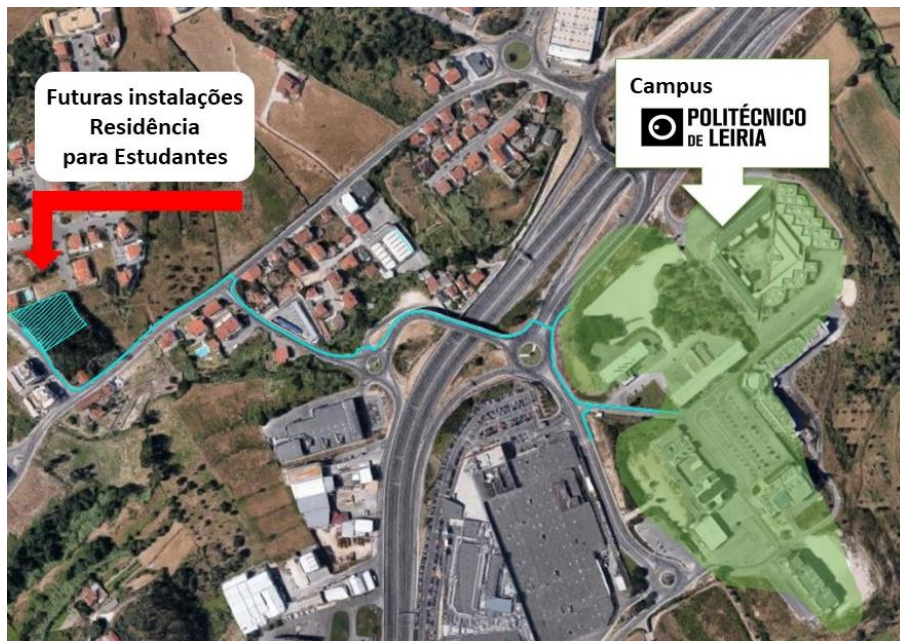 Futuras instalações
Residência
para Estudantes
Campus
POLITÉCNICO
DE LEIRIA